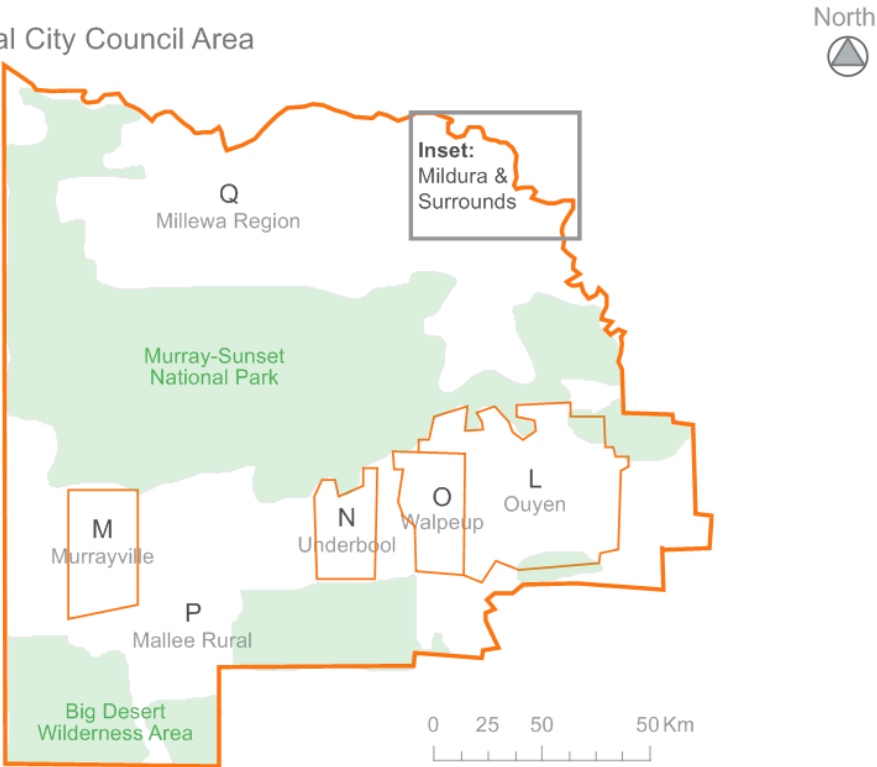 North
al City Council Area
Inset:
Mildura &
Surrounds
Q
Millewa Region
Murray-Sunset
National Park
L
Ouyen
O
Walpeup
N
Underbool
M
Murrayville
P
Mallee Rural
Big Desert
Wilderness Area
0 25 50 50 Km